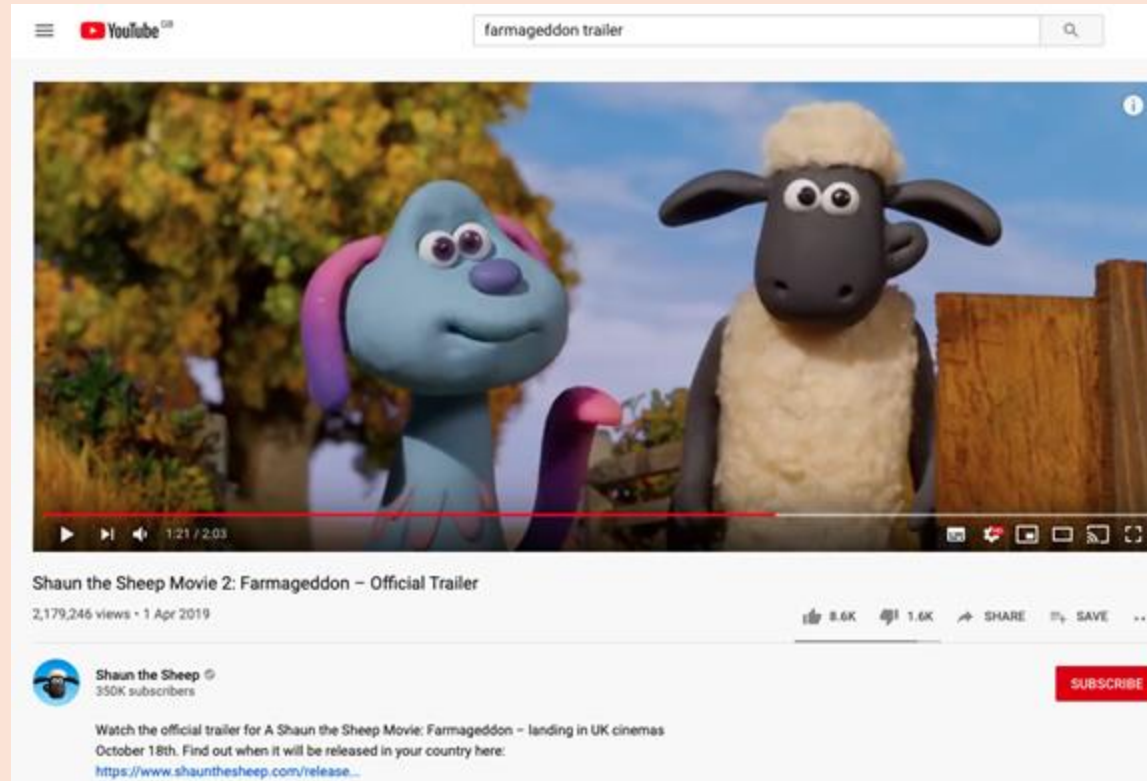 YouTube GB
farmageddon trailer
1:21 / 2:03
Shaun the Sheep Movie 2: Farmageddon – Official Trailer
2,179,246 views • 1 Apr 2019
8.6K 1.6K SHARE SAVE
Shaun the Sheep
350K subscribers
SUBSCRIBE
Watch the official trailer for A Shaun the Sheep Movie: Farmageddon – landing in UK cinemas
October 18th. Find out when it will be released in your country here:
https://www.shaunthesheep.com/release...